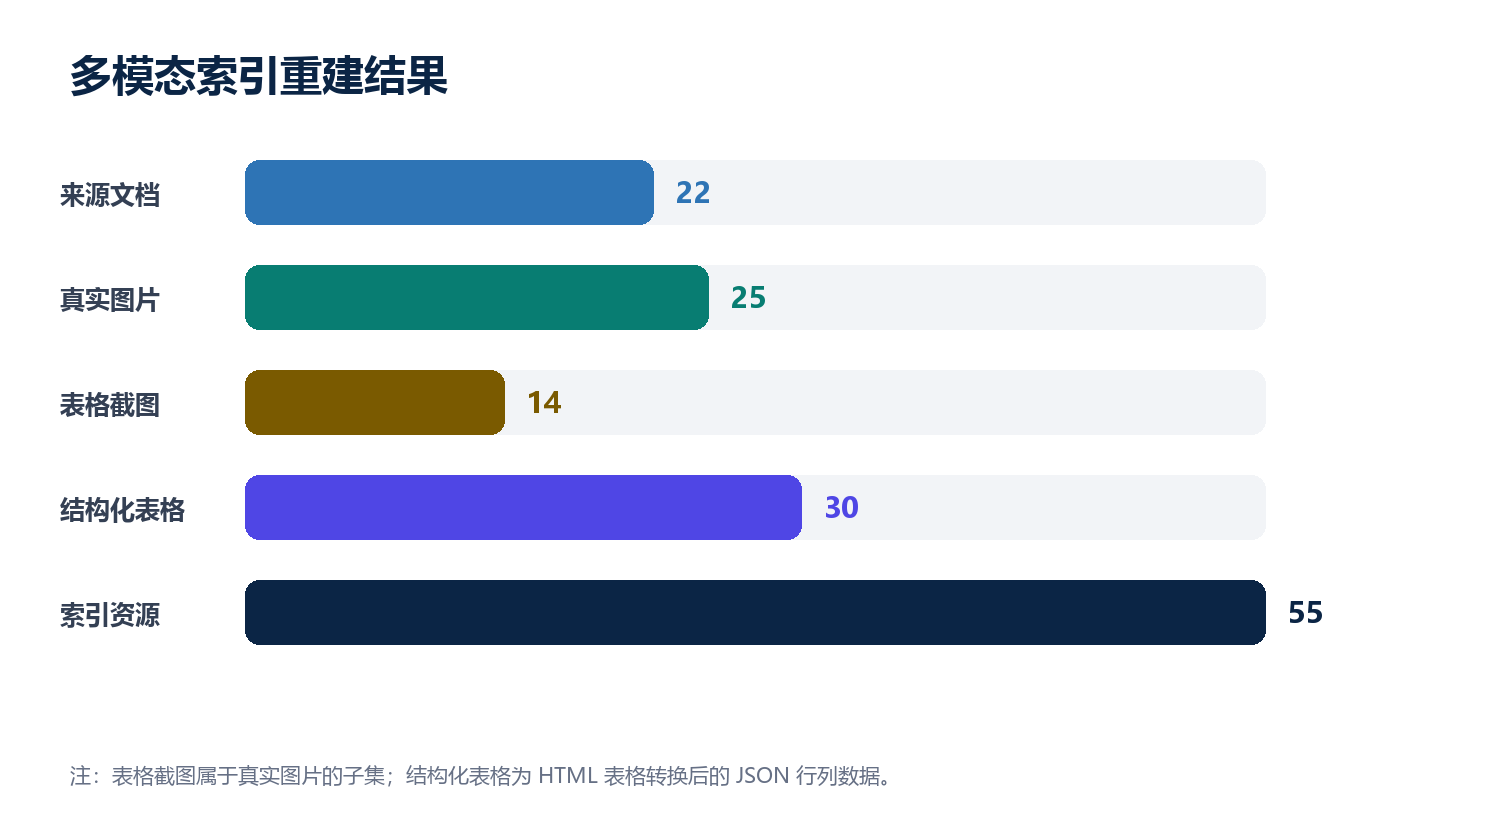 多模态索引重建结果
来源文档 22
真实图片 25
表格截图 14
结构化表格 30
索引资源 55
注：表格截图属于真实图片的子集；结构化表格为 HTML 表格转换后的 JSON 行列数据。